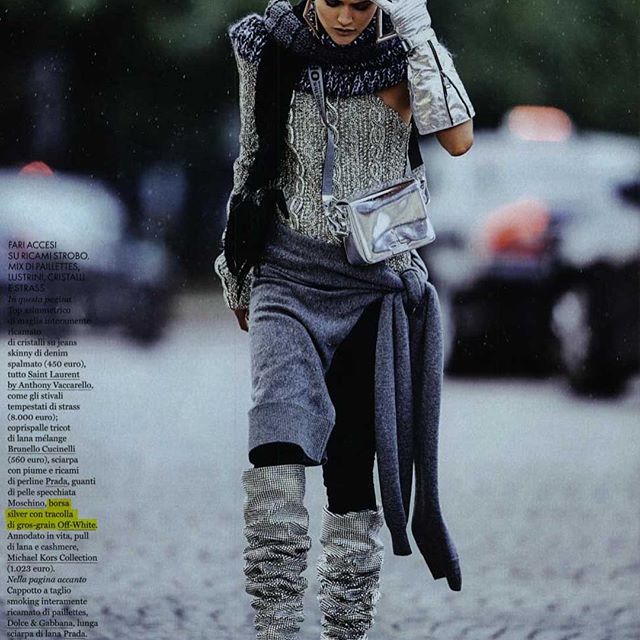 FARI ACCESI
SU RICAMI STROBO.
MIX DI PAILLETTES,
LUSTRINI, CRISTALLI
E STRASS
In questa pagina
Top asimmetrico
di maglia interamente
ricamato
di cristalli su jeans
skinny di denim
spalmato (450 euro),
tutto Saint Laurent
by Anthony Vaccarello,
come gli stivali
tempestati di strass
(8.000 euro);
coprispalle tricot
di lana mélange
Brunello Cucinelli
(560 euro), sciarpa
con piume e ricami
di perline Prada, guanti
di pelle specchiata
Moschino, borsa
silver con tracolla
di gros-grain Off-White.
Annodato in vita, pull
di lana e cashmere,
Michael Kors Collection
(1.023 euro).
Nella pagina accanto
Cappotto a taglio
smoking interamente
ricamato di paillettes,
Dolce & Gabbana, lunga
sciarpa di lana Prada.